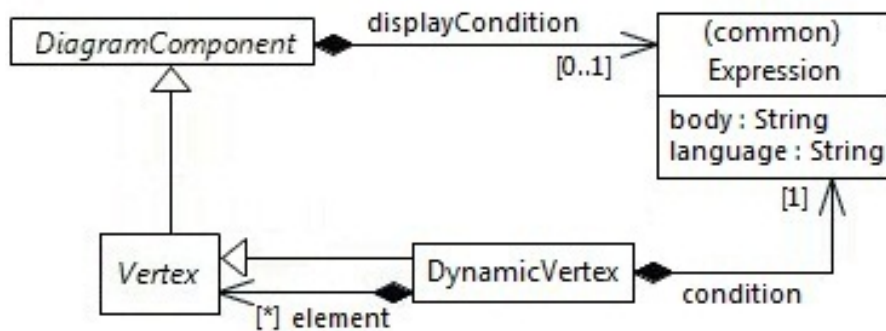 displayCondition
DiagramComponent
[0..1]
(common)
Expression
body : String
language : String
[1]
Vertex
DynamicVertex
[*] element
condition